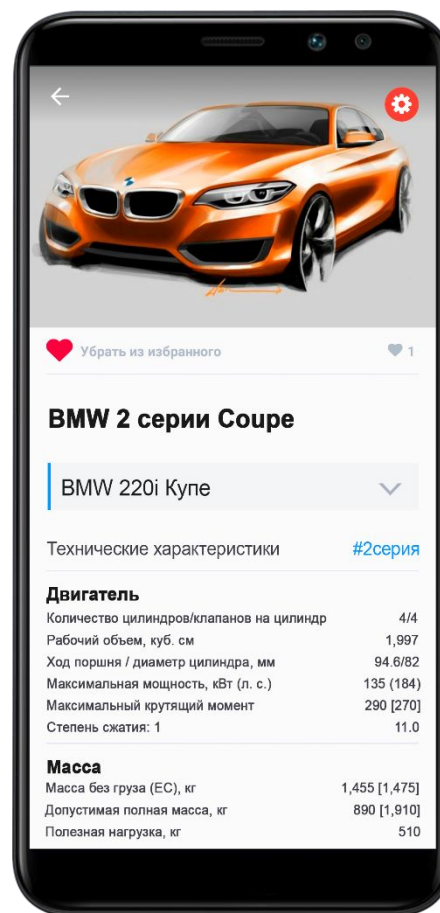 Убрать из избранного 1
BMW 2 серии Coupe
BMW 220i Купе
Технические характеристики #2серия
Двигатель
Количество цилиндров/клапанов на цилиндр 4/4
Рабочий объем, куб. см 1,997
Ход поршня / диаметр цилиндра, мм 94.6/82
Максимальная мощность, кВт (л. с.) 135 (184)
Максимальный крутящий момент 290 [270]
Степень сжатия: 1 11.0
Масса
Масса без груза (EC), кг 1,455 [1,475]
Допустимая полная масса, кг 890 [1,910]
Полезная нагрузка, кг 510